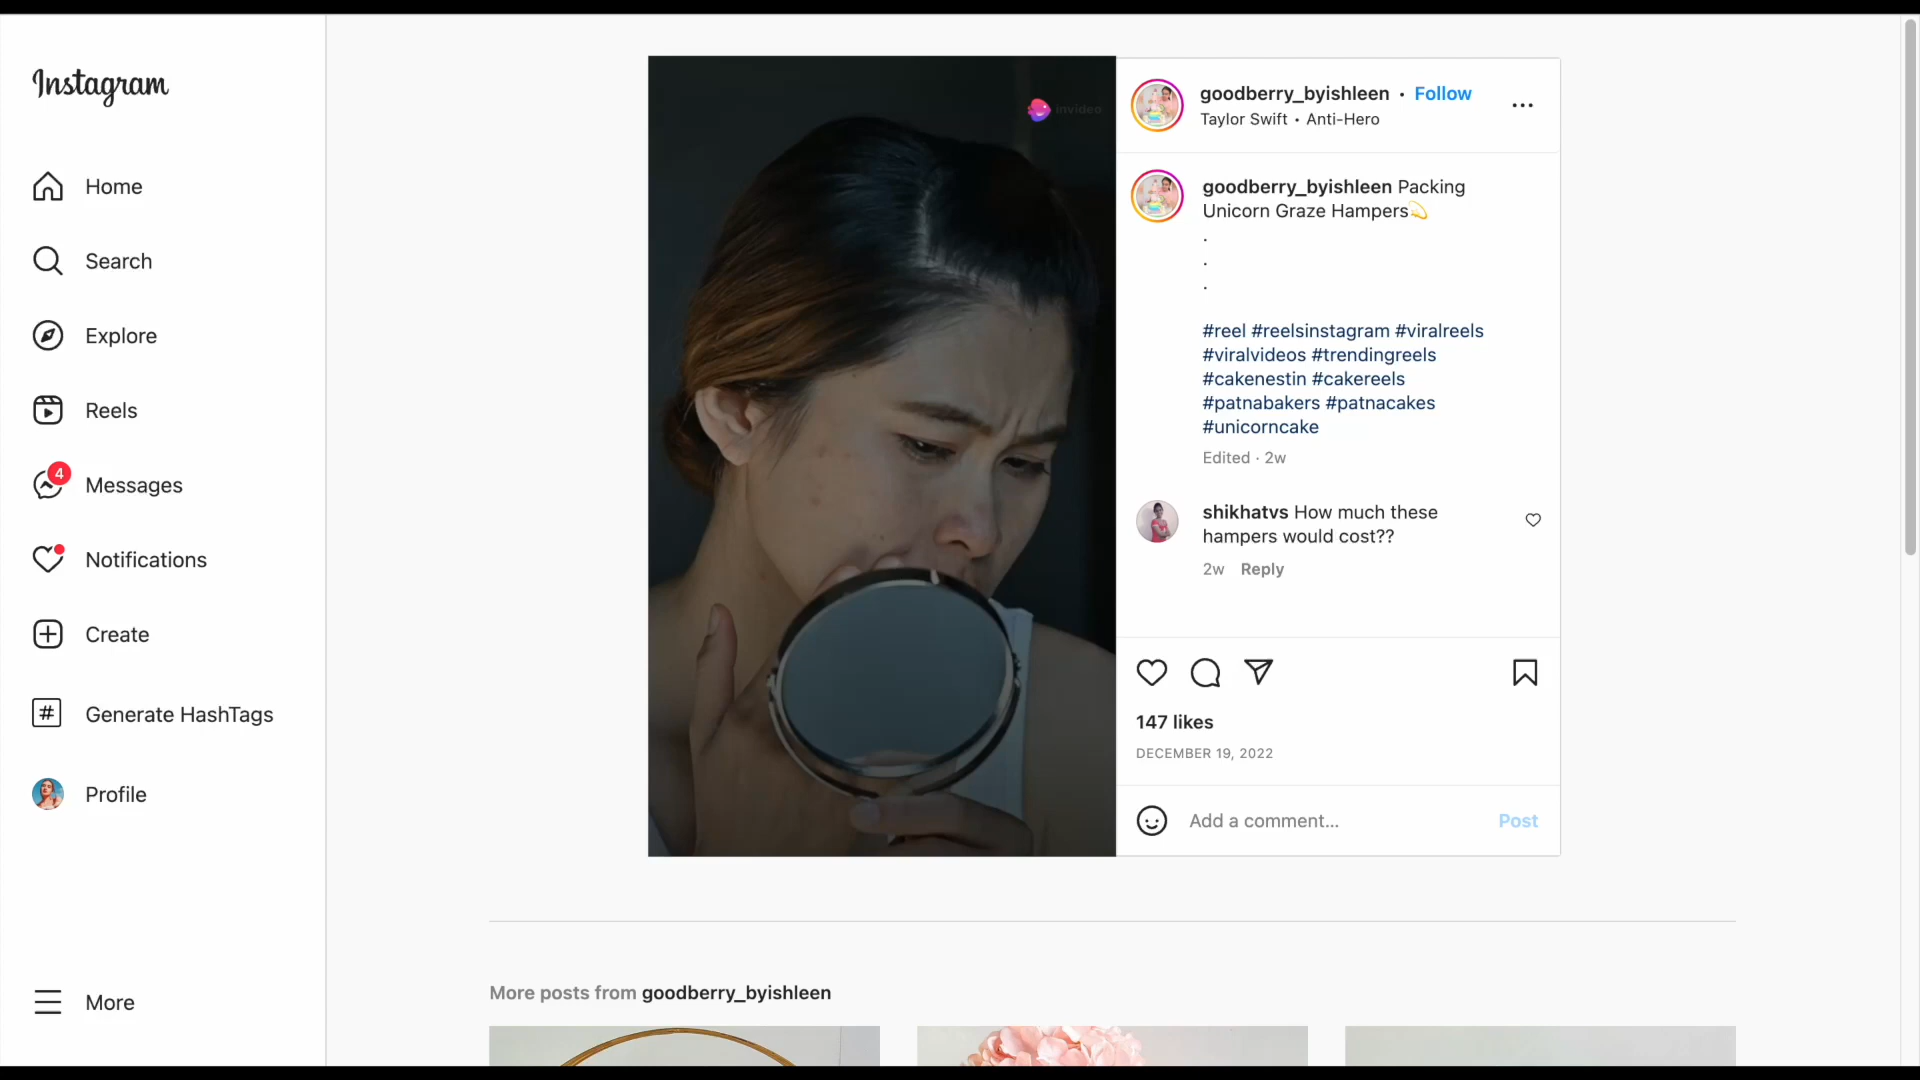 Instagram
Home
Search
Explore
Reels
4
Messages
Notifications
Create
# Generate HashTags
Profile
More
invideo
goodberry_byishleen • Follow
Taylor Swift • Anti-Hero
goodberry_byishleen Packing
Unicorn Graze Hampers💫
.
.
.
#reel #reelsinstagram #viralreels
#viralvideos #trendingreels
#cakenestin #cakereels
#patnabakers #patnacakes
#unicorncake
Edited · 2w
shikhatvs How much these
hampers would cost??
2w Reply
147 likes
DECEMBER 19, 2022
Add a comment... Post
More posts from goodberry_byishleen